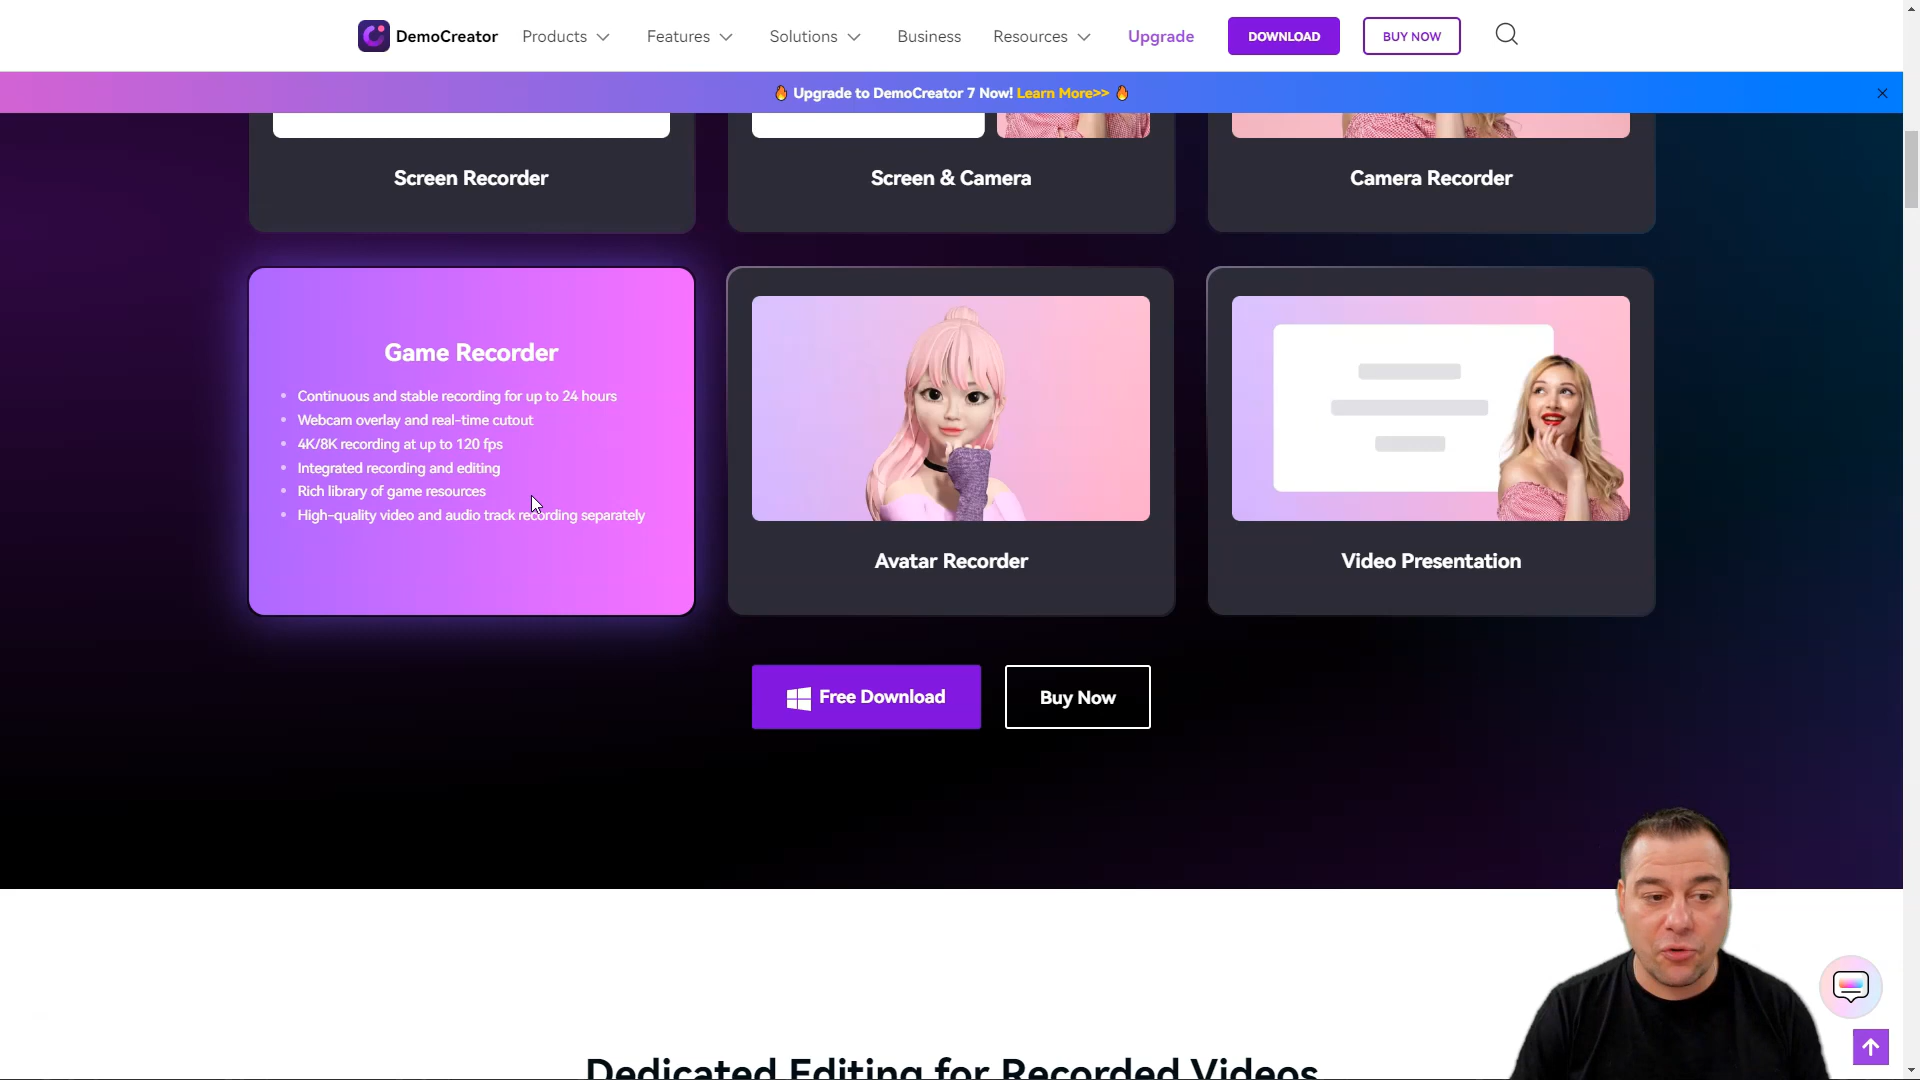 DemoCreator
Products
Features
Solutions
Business
Resources
Upgrade
DOWNLOAD
BUY NOW
Upgrade to DemoCreator 7 Now! Learn More>>
Screen Recorder
Screen & Camera
Camera Recorder
Game Recorder
Continuous and stable recording for up to 24 hours
Webcam overlay and real-time cutout
4K/8K recording at up to 120 fps
Integrated recording and editing
Rich library of game resources
High-quality video and audio track recording separately
Avatar Recorder
Video Presentation
Free Download
Buy Now
Dedicated Editing for Recorded Videos